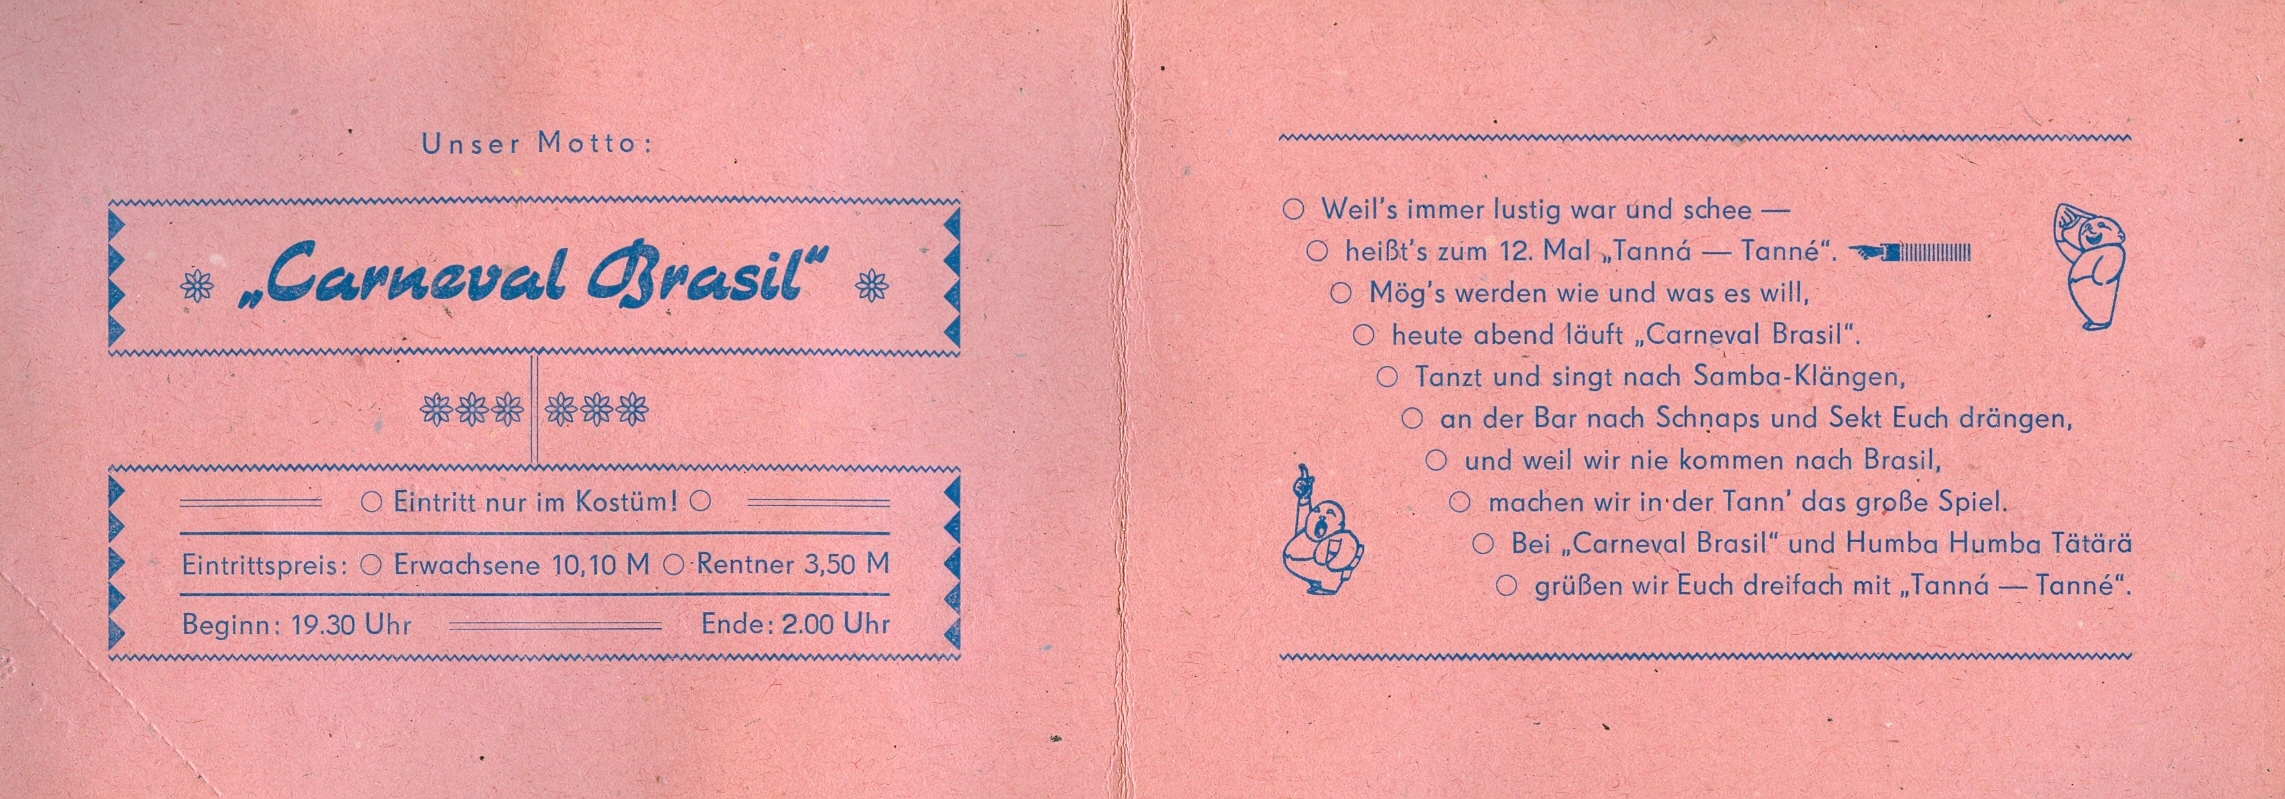 Unser Motto:
„Carneval Brasil“
Eintritt nur im Kostüm!
Eintrittspreis: ○ Erwachsene 10,10 M ○ Rentner 3,50 M
Beginn: 19.30 Uhr Ende: 2.00 Uhr
○ Weil's immer lustig war und schee —
○ heißt's zum 12. Mal „Tanná — Tanné“.
○ Mög's werden wie und was es will,
○ heute abend läuft „Carneval Brasil“.
○ Tanzt und singt nach Samba-Klängen,
○ an der Bar nach Schnaps und Sekt Euch drängen,
○ und weil wir nie kommen nach Brasil,
○ machen wir in der Tann' das große Spiel.
○ Bei „Carneval Brasil“ und Humba Humba Tätärä
○ grüßen wir Euch dreifach mit „Tanná — Tanné“.